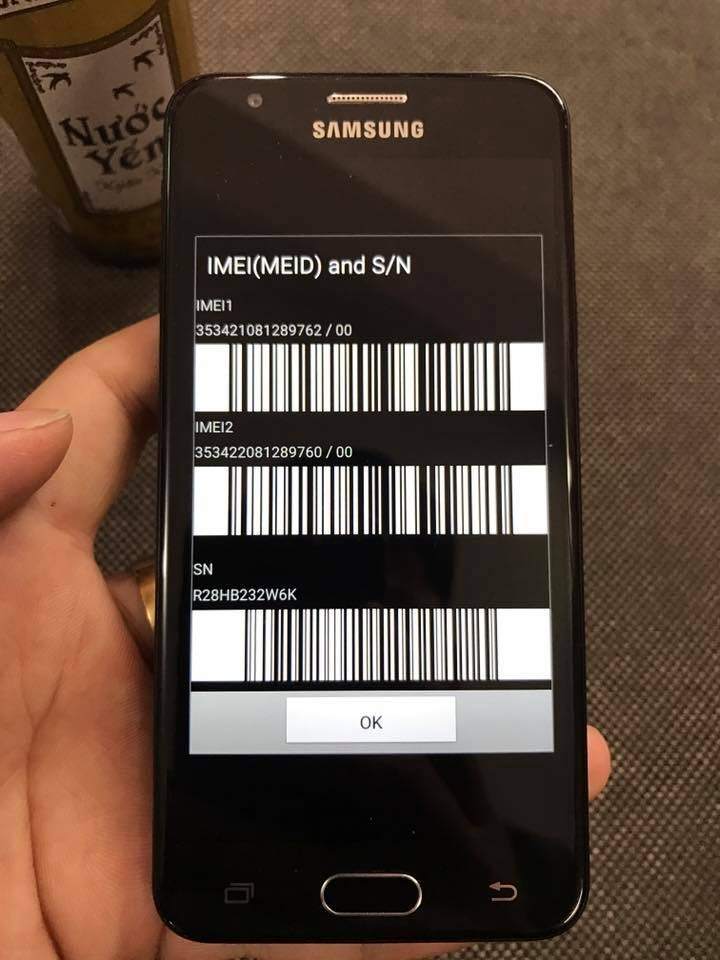 Nước
Yến
SAMSUNG
IMEI(MEID) and S/N
IMEI1
353421081289762 / 00
IMEI2
353422081289760 / 00
SN
R28HB232W6K
OK